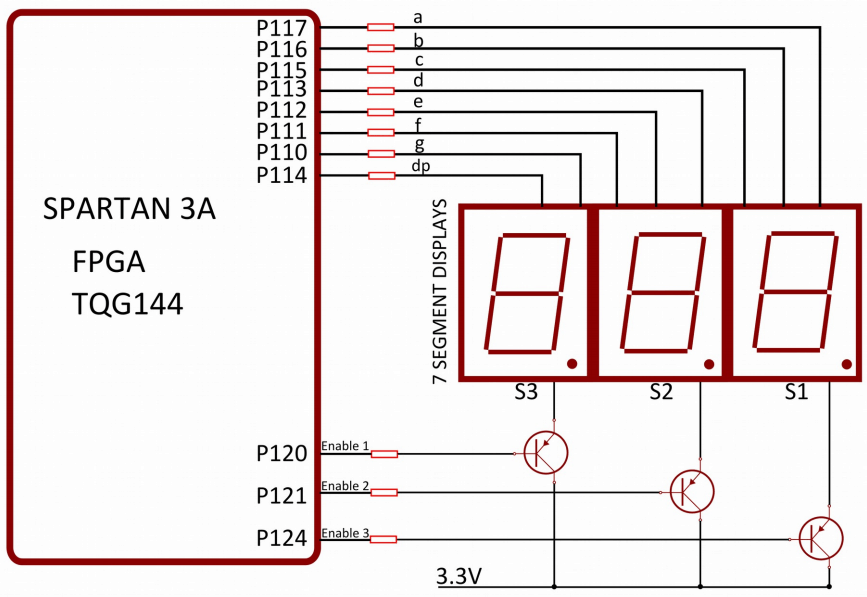 P117
a
P116
b
P115
c
P113
d
P112
e
P111
f
P110
g
P114
dp
SPARTAN 3A
FPGA
TQG144
7 SEGMENT DISPLAYS
S3
S2
S1
P120
Enable 1
P121
Enable 2
P124
Enable 3
3.3V